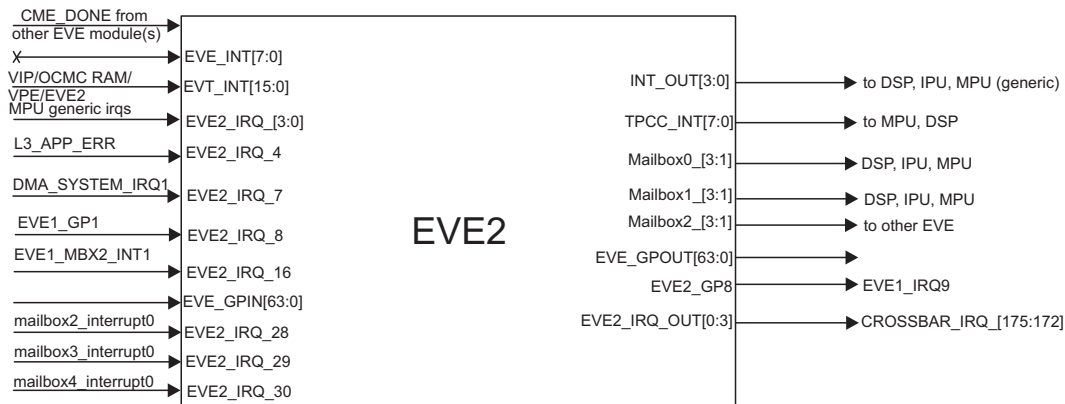 CME_DONE from
other EVE module(s)
X
EVE_INT[7:0]
VIP/OCMC RAM/
VPE/EVE2
EVT_INT[15:0]
MPU generic irqs
EVE2_IRQ_[3:0]
L3_APP_ERR
EVE2_IRQ_4
DMA_SYSTEM_IRQ1
EVE2_IRQ_7
EVE1_GP1
EVE2_IRQ_8
EVE1_MBX2_INT1
EVE2_IRQ_16
EVE_GPIN[63:0]
mailbox2_interrupt0
EVE2_IRQ_28
mailbox3_interrupt0
EVE2_IRQ_29
mailbox4_interrupt0
EVE2_IRQ_30
EVE2
INT_OUT[3:0]
to DSP, IPU, MPU (generic)
TPCC_INT[7:0]
to MPU, DSP
Mailbox0_[3:1]
DSP, IPU, MPU
Mailbox1_[3:1]
DSP, IPU, MPU
Mailbox2_[3:1]
to other EVE
EVE_GPOUT[63:0]
EVE2_GP8
EVE1_IRQ9
EVE2_IRQ_OUT[0:3]
CROSSBAR_IRQ_[175:172]